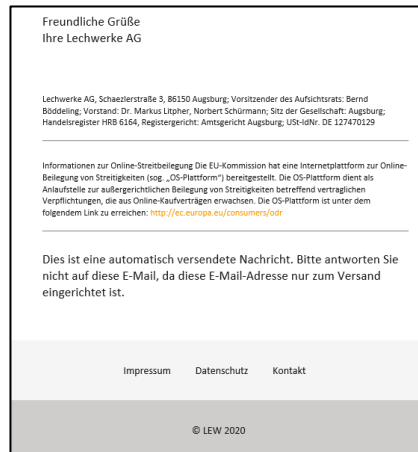 Freundliche Grüße
Ihre Lechwerke AG
Lechwerke AG, Schaezlerstraße 3, 86150 Augsburg; Vorsitzender des Aufsichtsrats: Bernd
Böddeling; Vorstand: Dr. Markus Litpher, Norbert Schürmann; Sitz der Gesellschaft: Augsburg;
Handelsregister HRB 6164, Registergericht: Amtsgericht Augsburg; USt-IdNr. DE 127470129
Informationen zur Online-Streitbeilegung Die EU-Kommission hat eine Internetplattform zur Online-
Beilegung von Streitigkeiten (sog. „OS-Plattform") bereitgestellt. Die OS-Plattform dient als
Anlaufstelle zur außergerichtlichen Beilegung von Streitigkeiten betreffend vertraglichen
Verpflichtungen, die aus Online-Kaufverträgen erwachsen. Die OS-Plattform ist unter dem
folgendem Link zu erreichen: http://ec.europa.eu/consumers/odr
Dies ist eine automatisch versendete Nachricht. Bitte antworten Sie
nicht auf diese E-Mail, da diese E-Mail-Adresse nur zum Versand
eingerichtet ist.
Impressum Datenschutz Kontakt
© LEW 2020